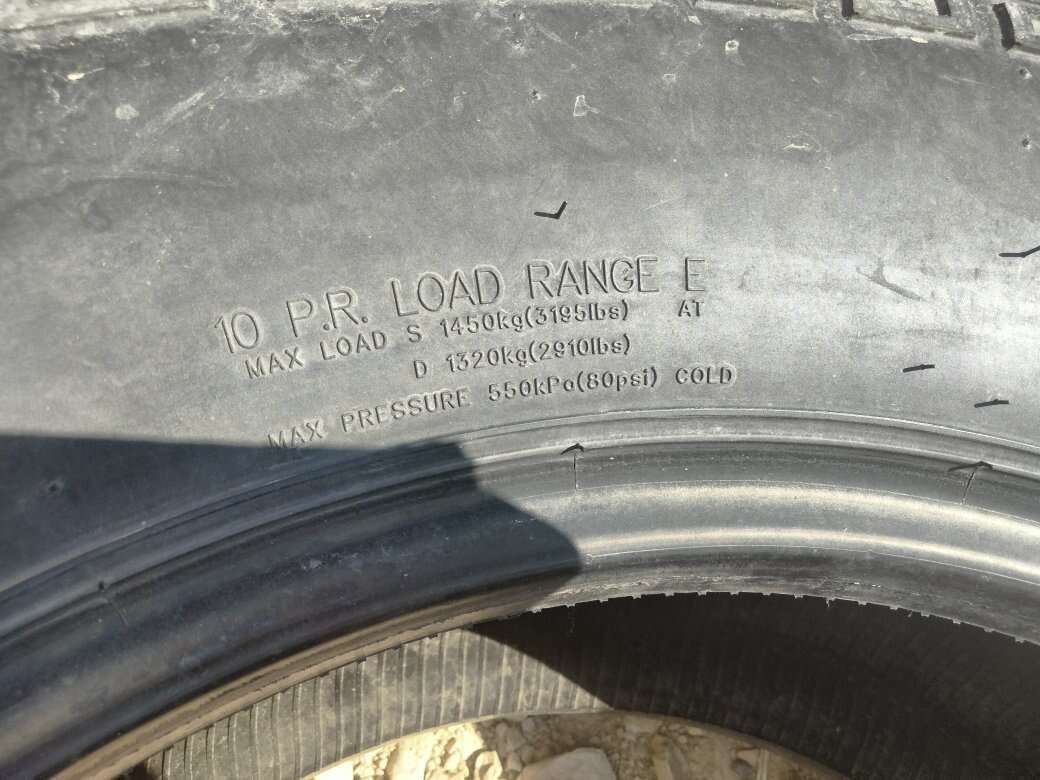 10 P.R. LOAD RANGE E
MAX LOAD S 1450kg(3195lbs) AT
D 1320kg(2910lbs)
MAX PRESSURE 550kPa(80psi) COLD